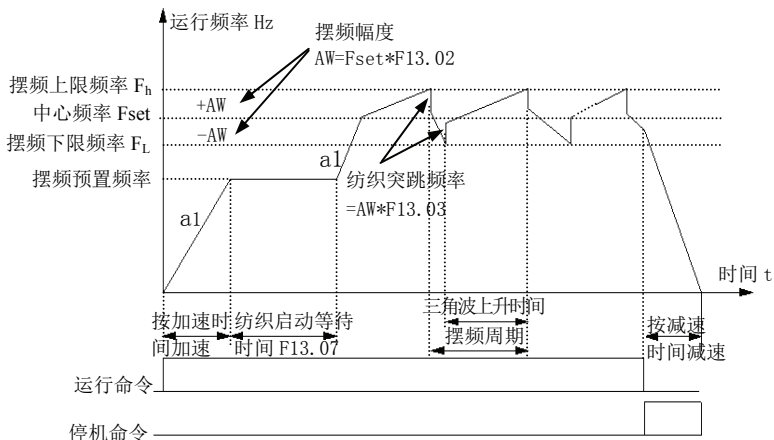 运行频率 Hz
摆频幅度
AW=Fset*F13.02
摆频上限频率 Fh
+AW
中心频率 Fset
-AW
摆频下限频率 FL
a1
摆频预置频率
纺织突跳频率
=AW*F13.03
a1
时间 t
三角波上升时间
按加速时
间加速
纺织启动等待
时间 F13.07
摆频周期
按减速
时间减速
运行命令
停机命令